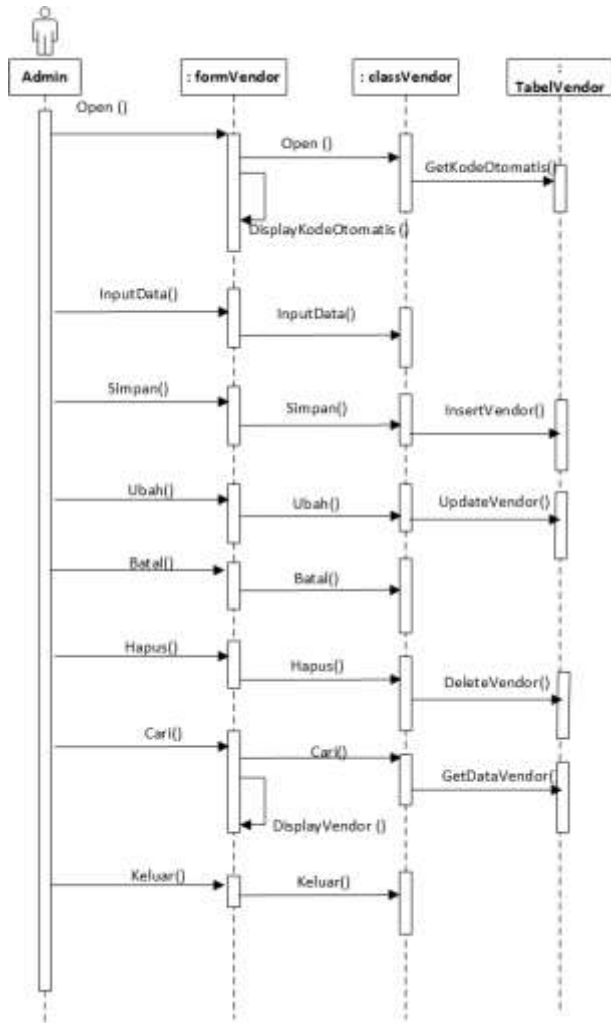 Admin
: formVendor
: classVendor
:
TabelVendor
Open ()
Open ()
GetKodeOtomatis()
DisplayKodeOtomatis ()
InputData()
InputData()
Simpan()
Simpan()
InsertVendor()
Ubah()
Ubah()
UpdateVendor()
Batal()
Batal()
Hapus()
Hapus()
DeleteVendor()
Cari()
Cari()
GetDataVendor(
DisplayVendor ()
Keluar()
Keluar()